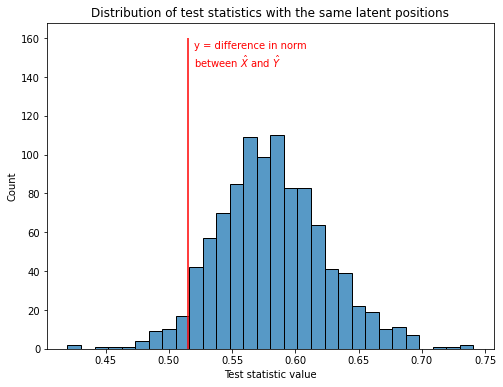 Distribution of test statistics with the same latent positions
y = difference in norm
between X̂ and Ŷ
160
140
120
100
80
60
40
20
0
Count
0.45 0.50 0.55 0.60 0.65 0.70 0.75
Test statistic value